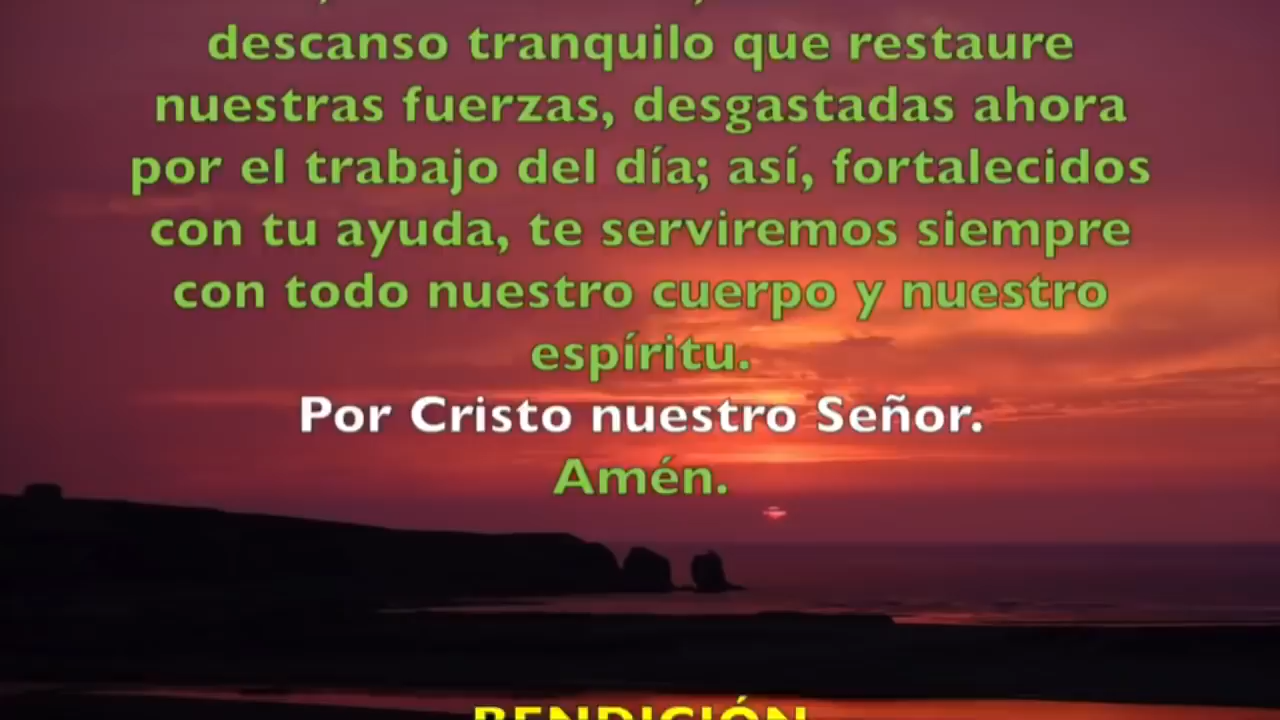 descanso tranquilo que restaure
nuestras fuerzas, desgastadas ahora
por el trabajo del día; así, fortalecidos
con tu ayuda, te serviremos siempre
con todo nuestro cuerpo y nuestro
espíritu.
Por Cristo nuestro Señor.
Amén.
BENDICIÓN